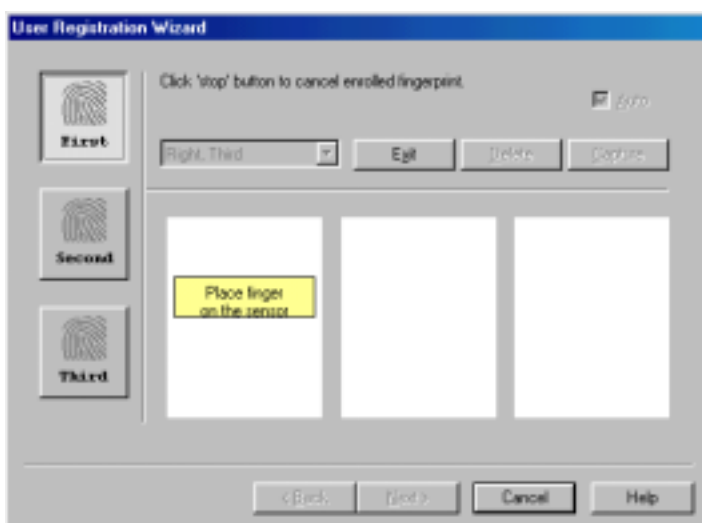 User Registration Wizard
Click 'stop' button to cancel enrolled fingerprint.
Auto
First
Right, Third
Exit
Delete
Capture
Second
Place finger
on the sensor
Third
< Back
Next >
Cancel
Help